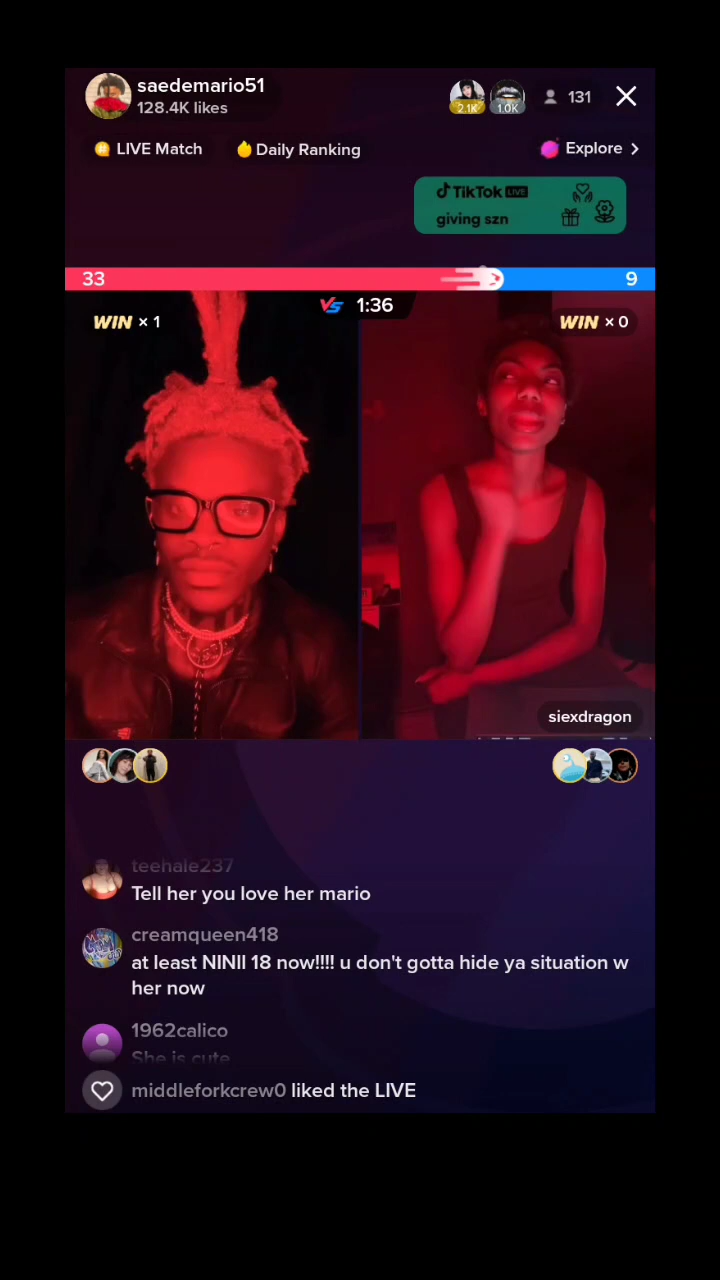 saedemario51
128.4K likes
2.1K
1.0K
131
LIVE Match
Daily Ranking
Explore
TikTok LIVE
giving szn
33
9
VS 1:36
WIN × 1
WIN × 0
siexdragon
teehale237
Tell her you love her mario
creamqueen418
at least NINII 18 now!!!! u don't gotta hide ya situation w
her now
1962calico
She is cute
middleforkcrew0 liked the LIVE